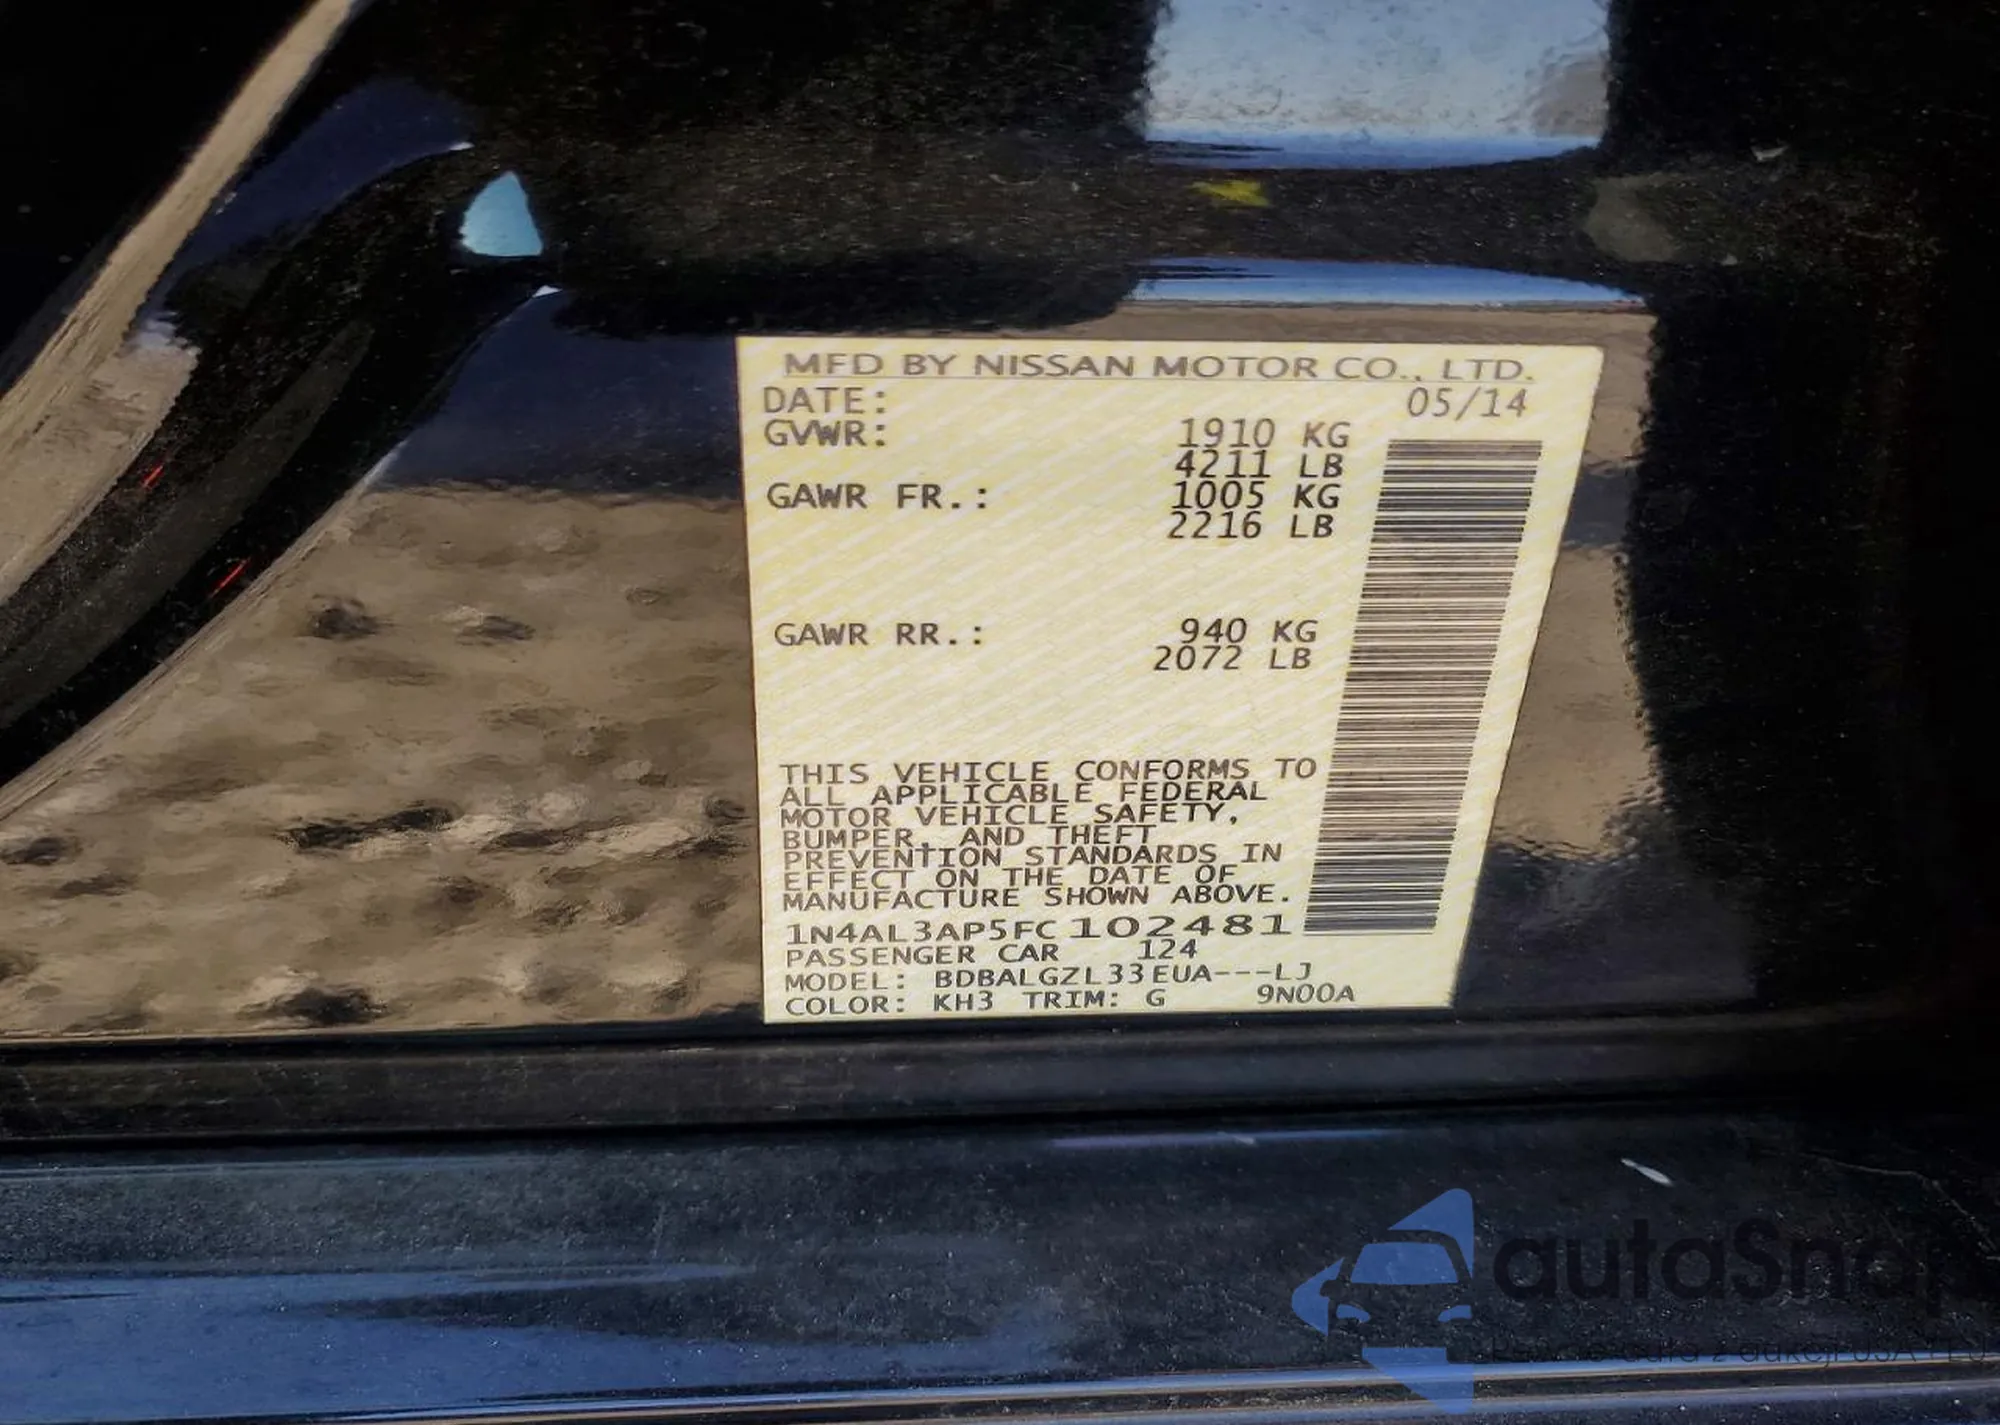 MFD BY NISSAN MOTOR CO., LTD.
DATE: 05/14
GVWR: 1910 KG
4211 LB
GAWR FR.: 1005 KG
2216 LB
GAWR RR.: 940 KG
2072 LB
THIS VEHICLE CONFORMS TO
ALL APPLICABLE FEDERAL
MOTOR VEHICLE SAFETY,
BUMPER, AND THEFT
PREVENTION STANDARDS IN
EFFECT ON THE DATE OF
MANUFACTURE SHOWN ABOVE.
1N4AL3AP5FC102481
PASSENGER CAR 124
MODEL: BDBALGZL33EUA---LJ
COLOR: KH3 TRIM: G 9N00A
autaSnap